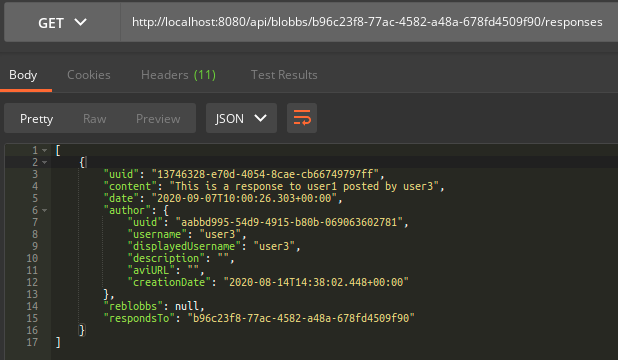 GET http://localhost:8080/api/blobbs/b96c23f8-77ac-4582-a48a-678fd4509f90/responses
Body Cookies Headers (11) Test Results
Pretty Raw Preview JSON
1 [
2 {
3 "uuid": "13746328-e70d-4054-8cae-cb66749797ff",
4 "content": "This is a response to user1 posted by user3",
5 "date": "2020-09-07T10:00:26.303+00:00",
6 "author": {
7 "uuid": "aabbd995-54d9-4915-b80b-069063602781",
8 "username": "user3",
9 "displayedUsername": "user3",
10 "description": "",
11 "aviURL": "",
12 "creationDate": "2020-08-14T14:38:02.448+00:00"
13 },
14 "reblobbs": null,
15 "respondsTo": "b96c23f8-77ac-4582-a48a-678fd4509f90"
16 }
17 ]